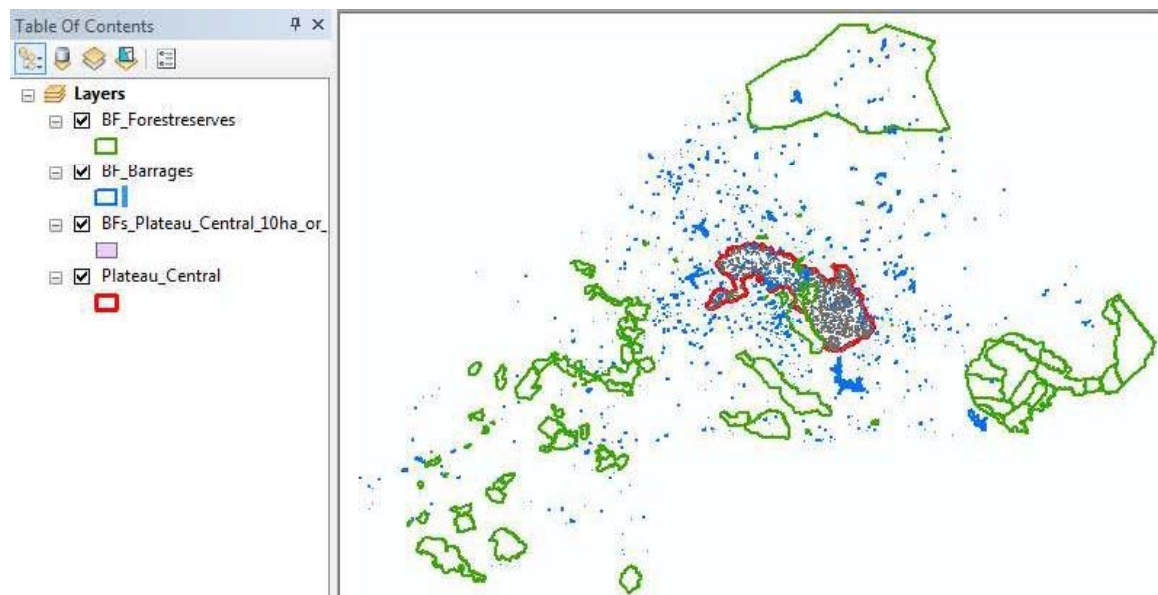 Table Of Contents
Layers
BF_Forestreserves
BF_Barrages
BFs_Plateau_Central_10ha_or_
Plateau_Central